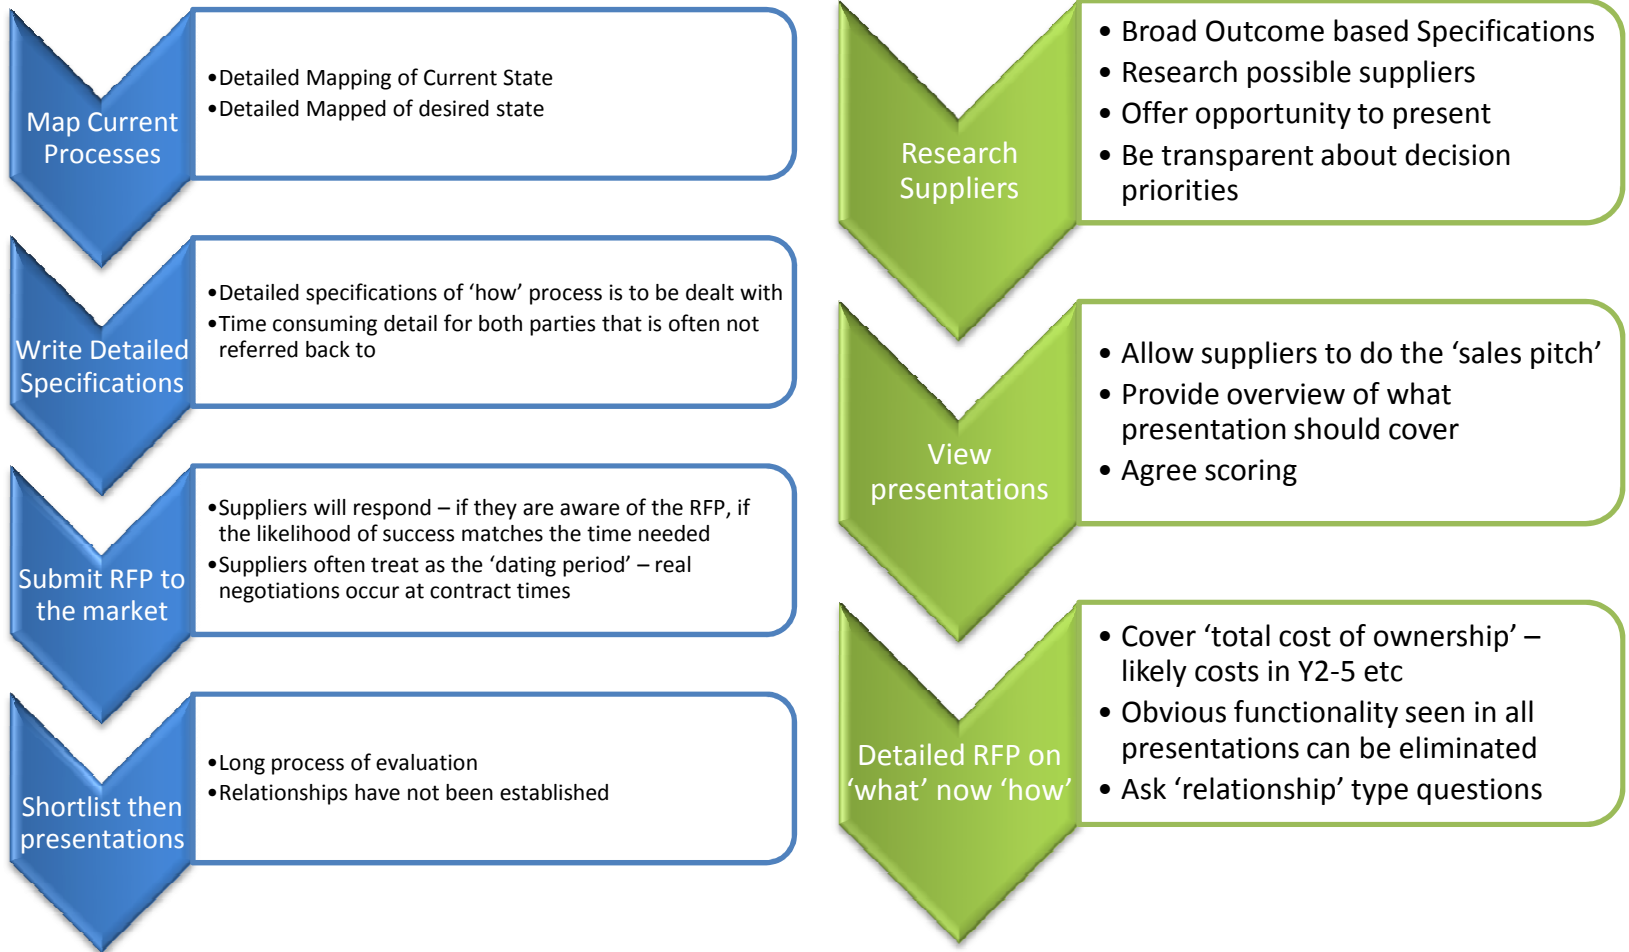 Map Current
Processes
•Detailed Mapping of Current State
•Detailed Mapped of desired state
Write Detailed
Specifications
•Detailed specifications of ‘how’ process is to be dealt with
•Time consuming detail for both parties that is often not
referred back to
Submit RFP to
the market
•Suppliers will respond – if they are aware of the RFP, if
the likelihood of success matches the time needed
•Suppliers often treat as the ‘dating period’ – real
negotiations occur at contract times
Shortlist then
presentations
•Long process of evaluation
•Relationships have not been established
Research
Suppliers
• Broad Outcome based Specifications
• Research possible suppliers
• Offer opportunity to present
• Be transparent about decision
priorities
View
presentations
• Allow suppliers to do the ‘sales pitch’
• Provide overview of what
presentation should cover
• Agree scoring
Detailed RFP on
‘what’ now ‘how’
• Cover ‘total cost of ownership’ –
likely costs in Y2-5 etc
• Obvious functionality seen in all
presentations can be eliminated
• Ask ‘relationship’ type questions